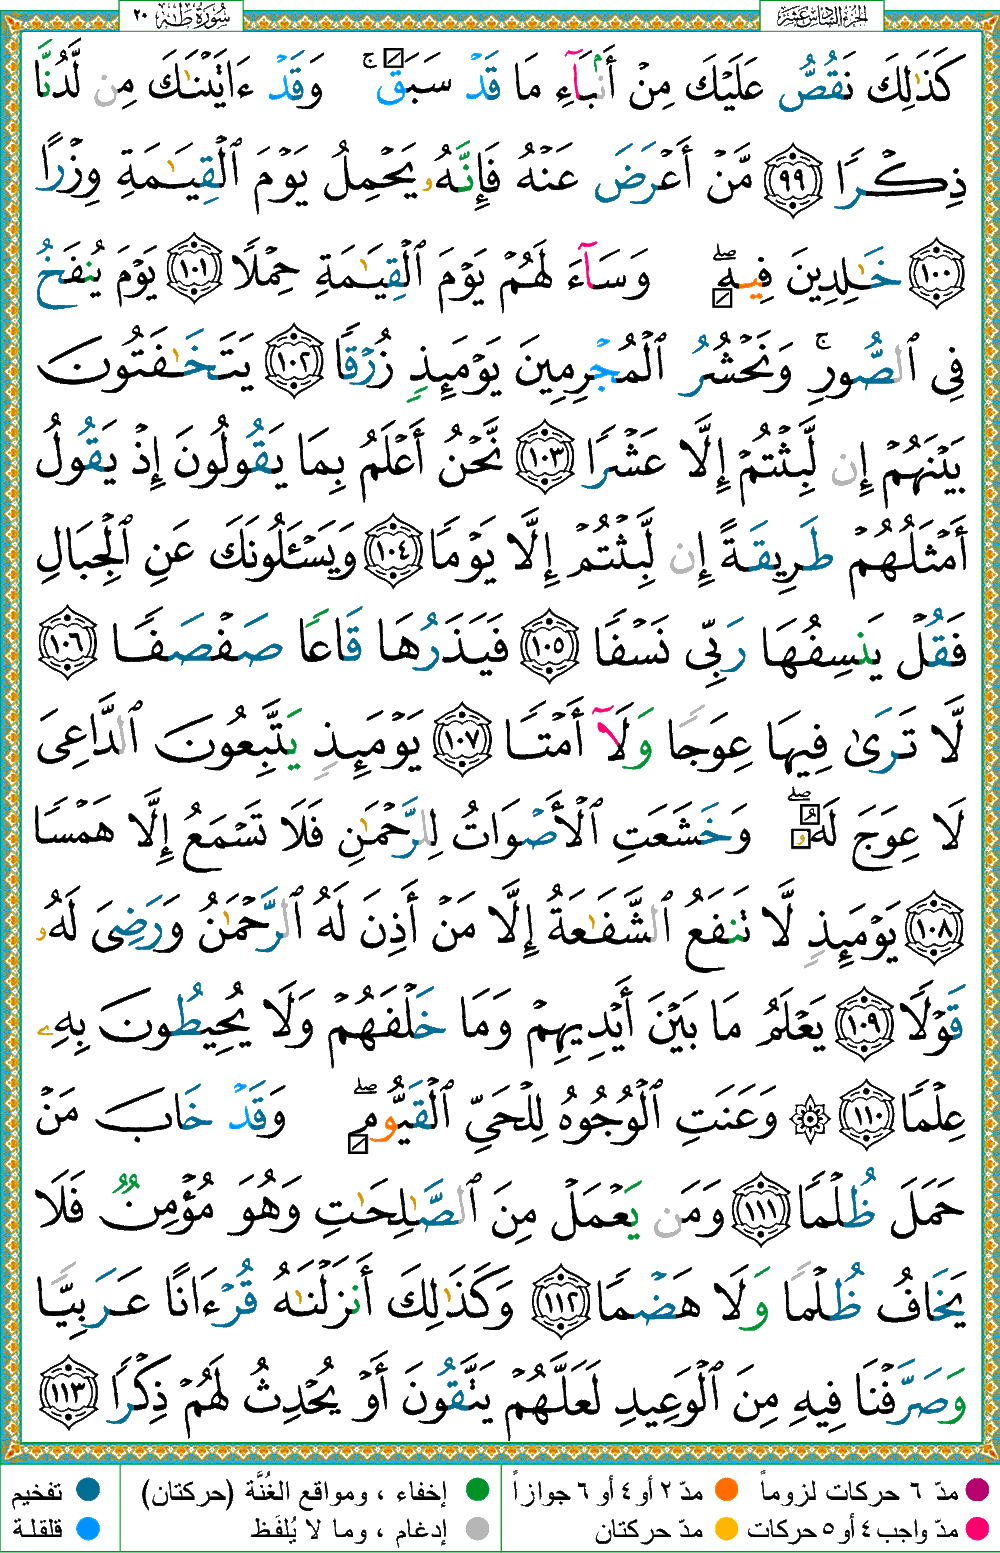 سُورَةُ طه ٢٠
الجزء السادس عشر
كَذَٰلِكَ نَقُصُّ عَلَيْكَ مِنْ أَنۢبَآءِ مَا قَدْ سَبَقَ ۚ وَقَدْ ءَاتَيْنَٰكَ مِن لَّدُنَّا
ذِكْرًا ٩٩ مَّنْ أَعْرَضَ عَنْهُ فَإِنَّهُۥ يَحْمِلُ يَوْمَ ٱلْقِيَٰمَةِ وِزْرًا
١٠٠ خَٰلِدِينَ فِيهِ ۖ وَسَآءَ لَهُمْ يَوْمَ ٱلْقِيَٰمَةِ حِمْلًا ١٠١ يَوْمَ يُنفَخُ
فِى ٱلصُّورِ ۚ وَنَحْشُرُ ٱلْمُجْرِمِينَ يَوْمَئِذٍ زُرْقًا ١٠٢ يَتَخَٰفَتُونَ
بَيْنَهُمْ إِن لَّبِثْتُمْ إِلَّا عَشْرًا ١٠٣ نَّحْنُ أَعْلَمُ بِمَا يَقُولُونَ إِذْ يَقُولُ
أَمْثَلُهُمْ طَرِيقَةً إِن لَّبِثْتُمْ إِلَّا يَوْمًا ١٠٤ وَيَسْـَٔلُونَكَ عَنِ ٱلْجِبَالِ
فَقُلْ يَنسِفُهَا رَبِّى نَسْفًا ١٠٥ فَيَذَرُهَا قَاعًا صَفْصَفًا ١٠٦
لَّا تَرَىٰ فِيهَا عِوَجًا وَلَآ أَمْتًا ١٠٧ يَوْمَئِذٍ يَتَّبِعُونَ ٱلدَّاعِىَ
لَا عِوَجَ لَهُۥ ۖ وَخَشَعَتِ ٱلْأَصْوَاتُ لِلرَّحْمَٰنِ فَلَا تَسْمَعُ إِلَّا هَمْسًا
١٠٨ يَوْمَئِذٍ لَّا تَنفَعُ ٱلشَّفَٰعَةُ إِلَّا مَنْ أَذِنَ لَهُ ٱلرَّحْمَٰنُ وَرَضِىَ لَهُۥ
قَوْلًا ١٠٩ يَعْلَمُ مَا بَيْنَ أَيْدِيهِمْ وَمَا خَلْفَهُمْ وَلَا يُحِيطُونَ بِهِۦ
عِلْمًا ١١٠ ۞ وَعَنَتِ ٱلْوُجُوهُ لِلْحَىِّ ٱلْقَيُّومِ ۖ وَقَدْ خَابَ مَنْ
حَمَلَ ظُلْمًا ١١١ وَمَن يَعْمَلْ مِنَ ٱلصَّٰلِحَٰتِ وَهُوَ مُؤْمِنٌ فَلَا
يَخَافُ ظُلْمًا وَلَا هَضْمًا ١١٢ وَكَذَٰلِكَ أَنزَلْنَٰهُ قُرْءَانًا عَرَبِيًّا
وَصَرَّفْنَا فِيهِ مِنَ ٱلْوَعِيدِ لَعَلَّهُمْ يَتَّقُونَ أَوْ يُحْدِثُ لَهُمْ ذِكْرًا ١١٣
مدّ ٦ حركات لزوماً مدّ ٢ أو ٤ أو ٦ جوازاً إخفاء ، ومواقع الغُنَّة (حركتان) تفخيم
مدّ واجب ٤ أو ٥ حركات مدّ حركتان إدغام ، وما لا يُلفَظ قلقلة